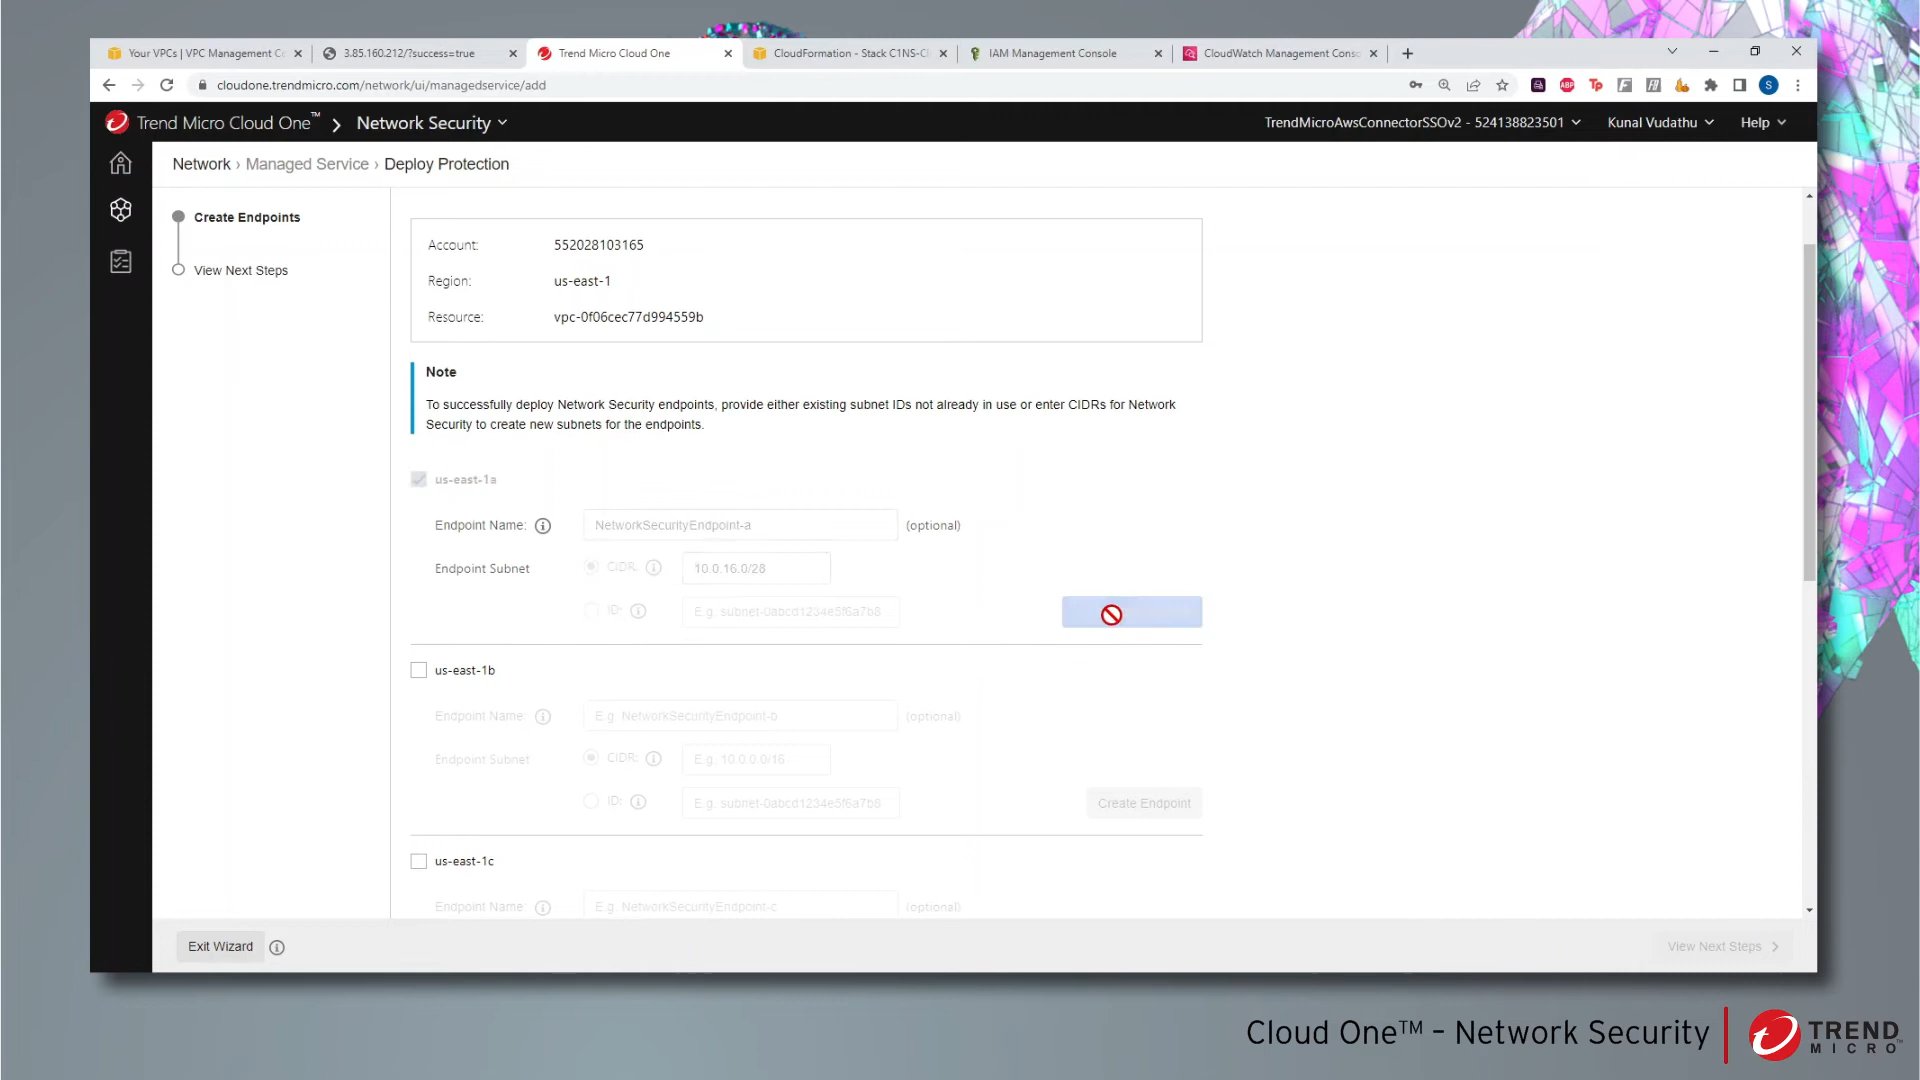 Your VPCs | VPC Management Co
3.85.160.212/?success=true
Trend Micro Cloud One
CloudFormation - Stack C1NS-Cl
IAM Management Console
CloudWatch Management Conso
cloudone.trendmicro.com/network/ui/managedservice/add
ABP
Tp
S
Trend Micro Cloud One™ > Network Security
TrendMicroAwsConnectorSSOv2 - 524138823501
Kunal Vudathu
Help
Network › Managed Service › Deploy Protection
Create Endpoints
View Next Steps
Account: 552028103165
Region: us-east-1
Resource: vpc-0f06cec77d994559b
Note
To successfully deploy Network Security endpoints, provide either existing subnet IDs not already in use or enter CIDRs for Network
Security to create new subnets for the endpoints.
us-east-1a
Endpoint Name: NetworkSecurityEndpoint-a (optional)
Endpoint Subnet CIDR: 10.0.16.0/28
ID: E.g. subnet-0abcd1234e5f6a7b8
us-east-1b
Endpoint Name E.g. NetworkSecurityEndpoint-b (optional)
Endpoint Subnet CIDR: E.g. 10.0.0.0/16
ID: E.g. subnet-0abcd1234e5f6a7b8
Create Endpoint
us-east-1c
Endpoint Name E.g. NetworkSecurityEndpoint-c (optional)
Exit Wizard
View Next Steps >
Cloud One™ – Network Security
TREND
MICRO™